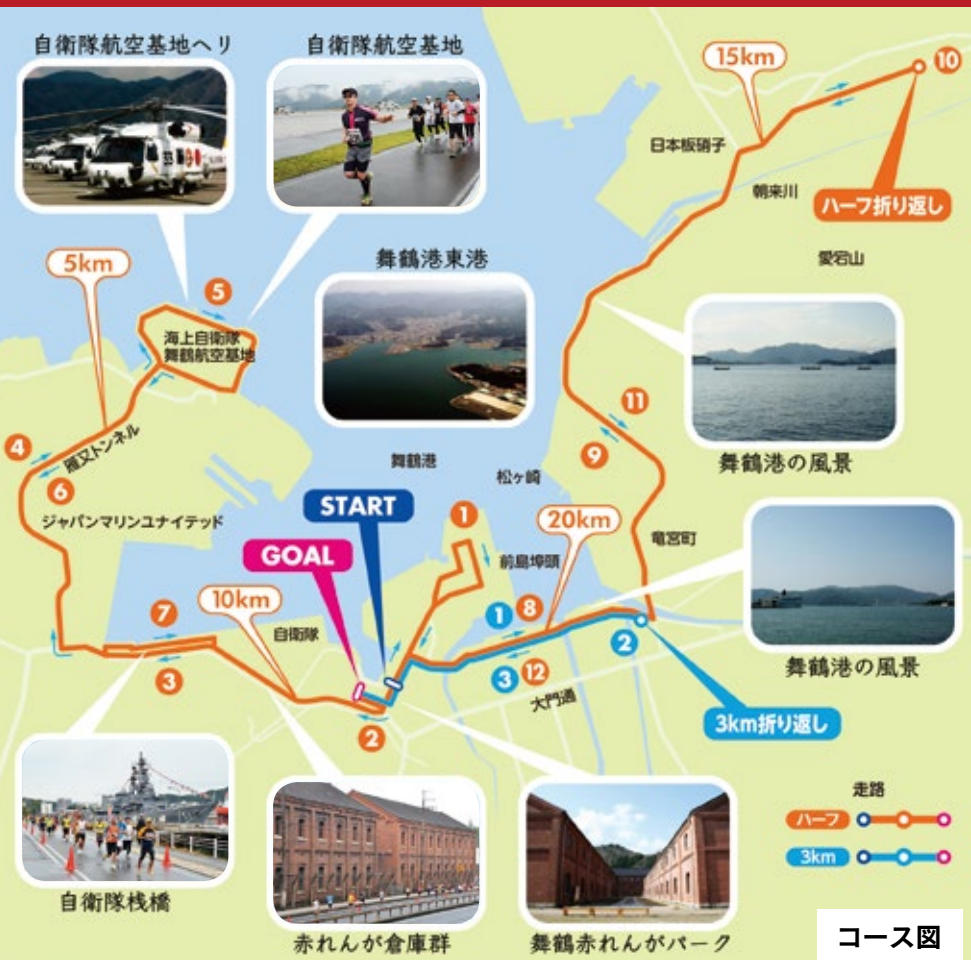 自衛隊航空基地ヘリ
自衛隊航空基地
15km
10
日本板硝子
朝来川
ハーフ折り返し
愛宕山
舞鶴港東港
5km
5
海上自衛隊
舞鶴航空基地
11
9
4
雁又トンネル
6
舞鶴港の風景
舞鶴港
松ヶ崎
START
ジャパンマリンユナイテッド
1
20km
GOAL
前島埠頭
竜宮町
10km
7
自衛隊
1
8
2
3
3
12
大門通
舞鶴港の風景
2
3km折り返し
走路
ハーフ
3km
自衛隊桟橋
赤れんが倉庫群
舞鶴赤れんがパーク
コース図